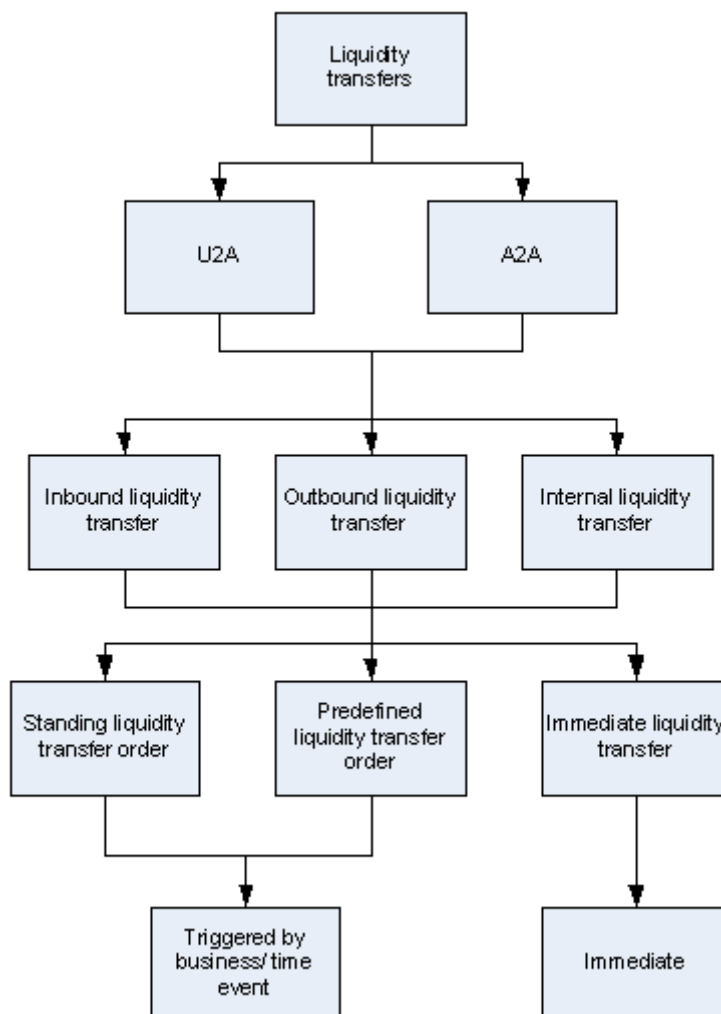 Liquidity
transfers
U2A
A2A
Inbound liquidity
transfer
Outbound liquidity
transfer
Internal liquidity
transfer
Standing liquidity
transfer order
Predefined
liquidity transfer
order
Immediate liquidity
transfer
Triggered by
business/ time
event
Immediate